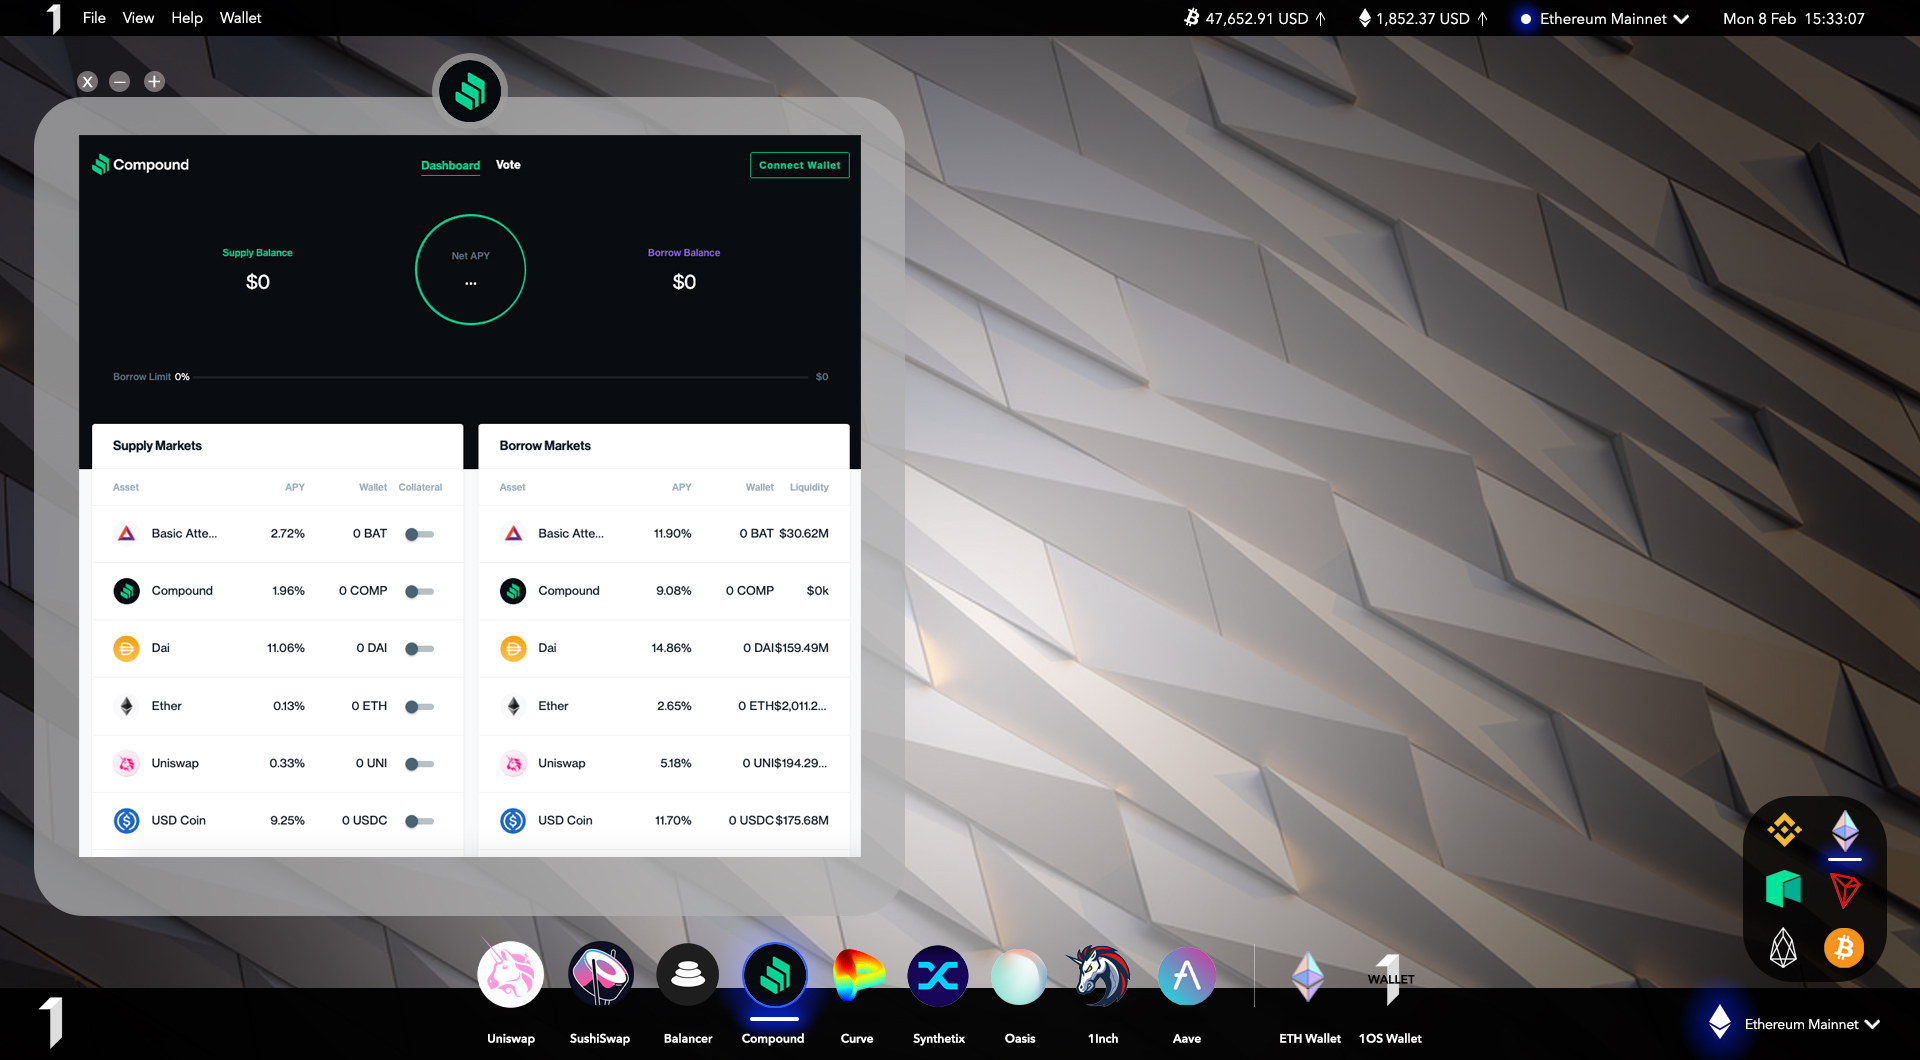 File View Help Wallet
47,652.91 USD ↑ 1,852.37 USD ↑ Ethereum Mainnet Mon 8 Feb 15:33:07
Compound
Dashboard Vote
Connect Wallet
Supply Balance
$0
Net APY
...
Borrow Balance
$0
Borrow Limit 0% $0
Supply Markets
Asset APY Wallet Collateral
Basic Atte... 2.72% 0 BAT
Compound 1.96% 0 COMP
Dai 11.06% 0 DAI
Ether 0.13% 0 ETH
Uniswap 0.33% 0 UNI
USD Coin 9.25% 0 USDC
Borrow Markets
Asset APY Wallet Liquidity
Basic Atte... 11.90% 0 BAT $30.62M
Compound 9.08% 0 COMP $0k
Dai 14.86% 0 DAI $159.49M
Ether 2.65% 0 ETH $2,011.2...
Uniswap 5.18% 0 UNI $194.29...
USD Coin 11.70% 0 USDC $175.68M
WALLET
Uniswap SushiSwap Balancer Compound Curve Synthetix Oasis 1Inch Aave ETH Wallet 1OS Wallet
Ethereum Mainnet